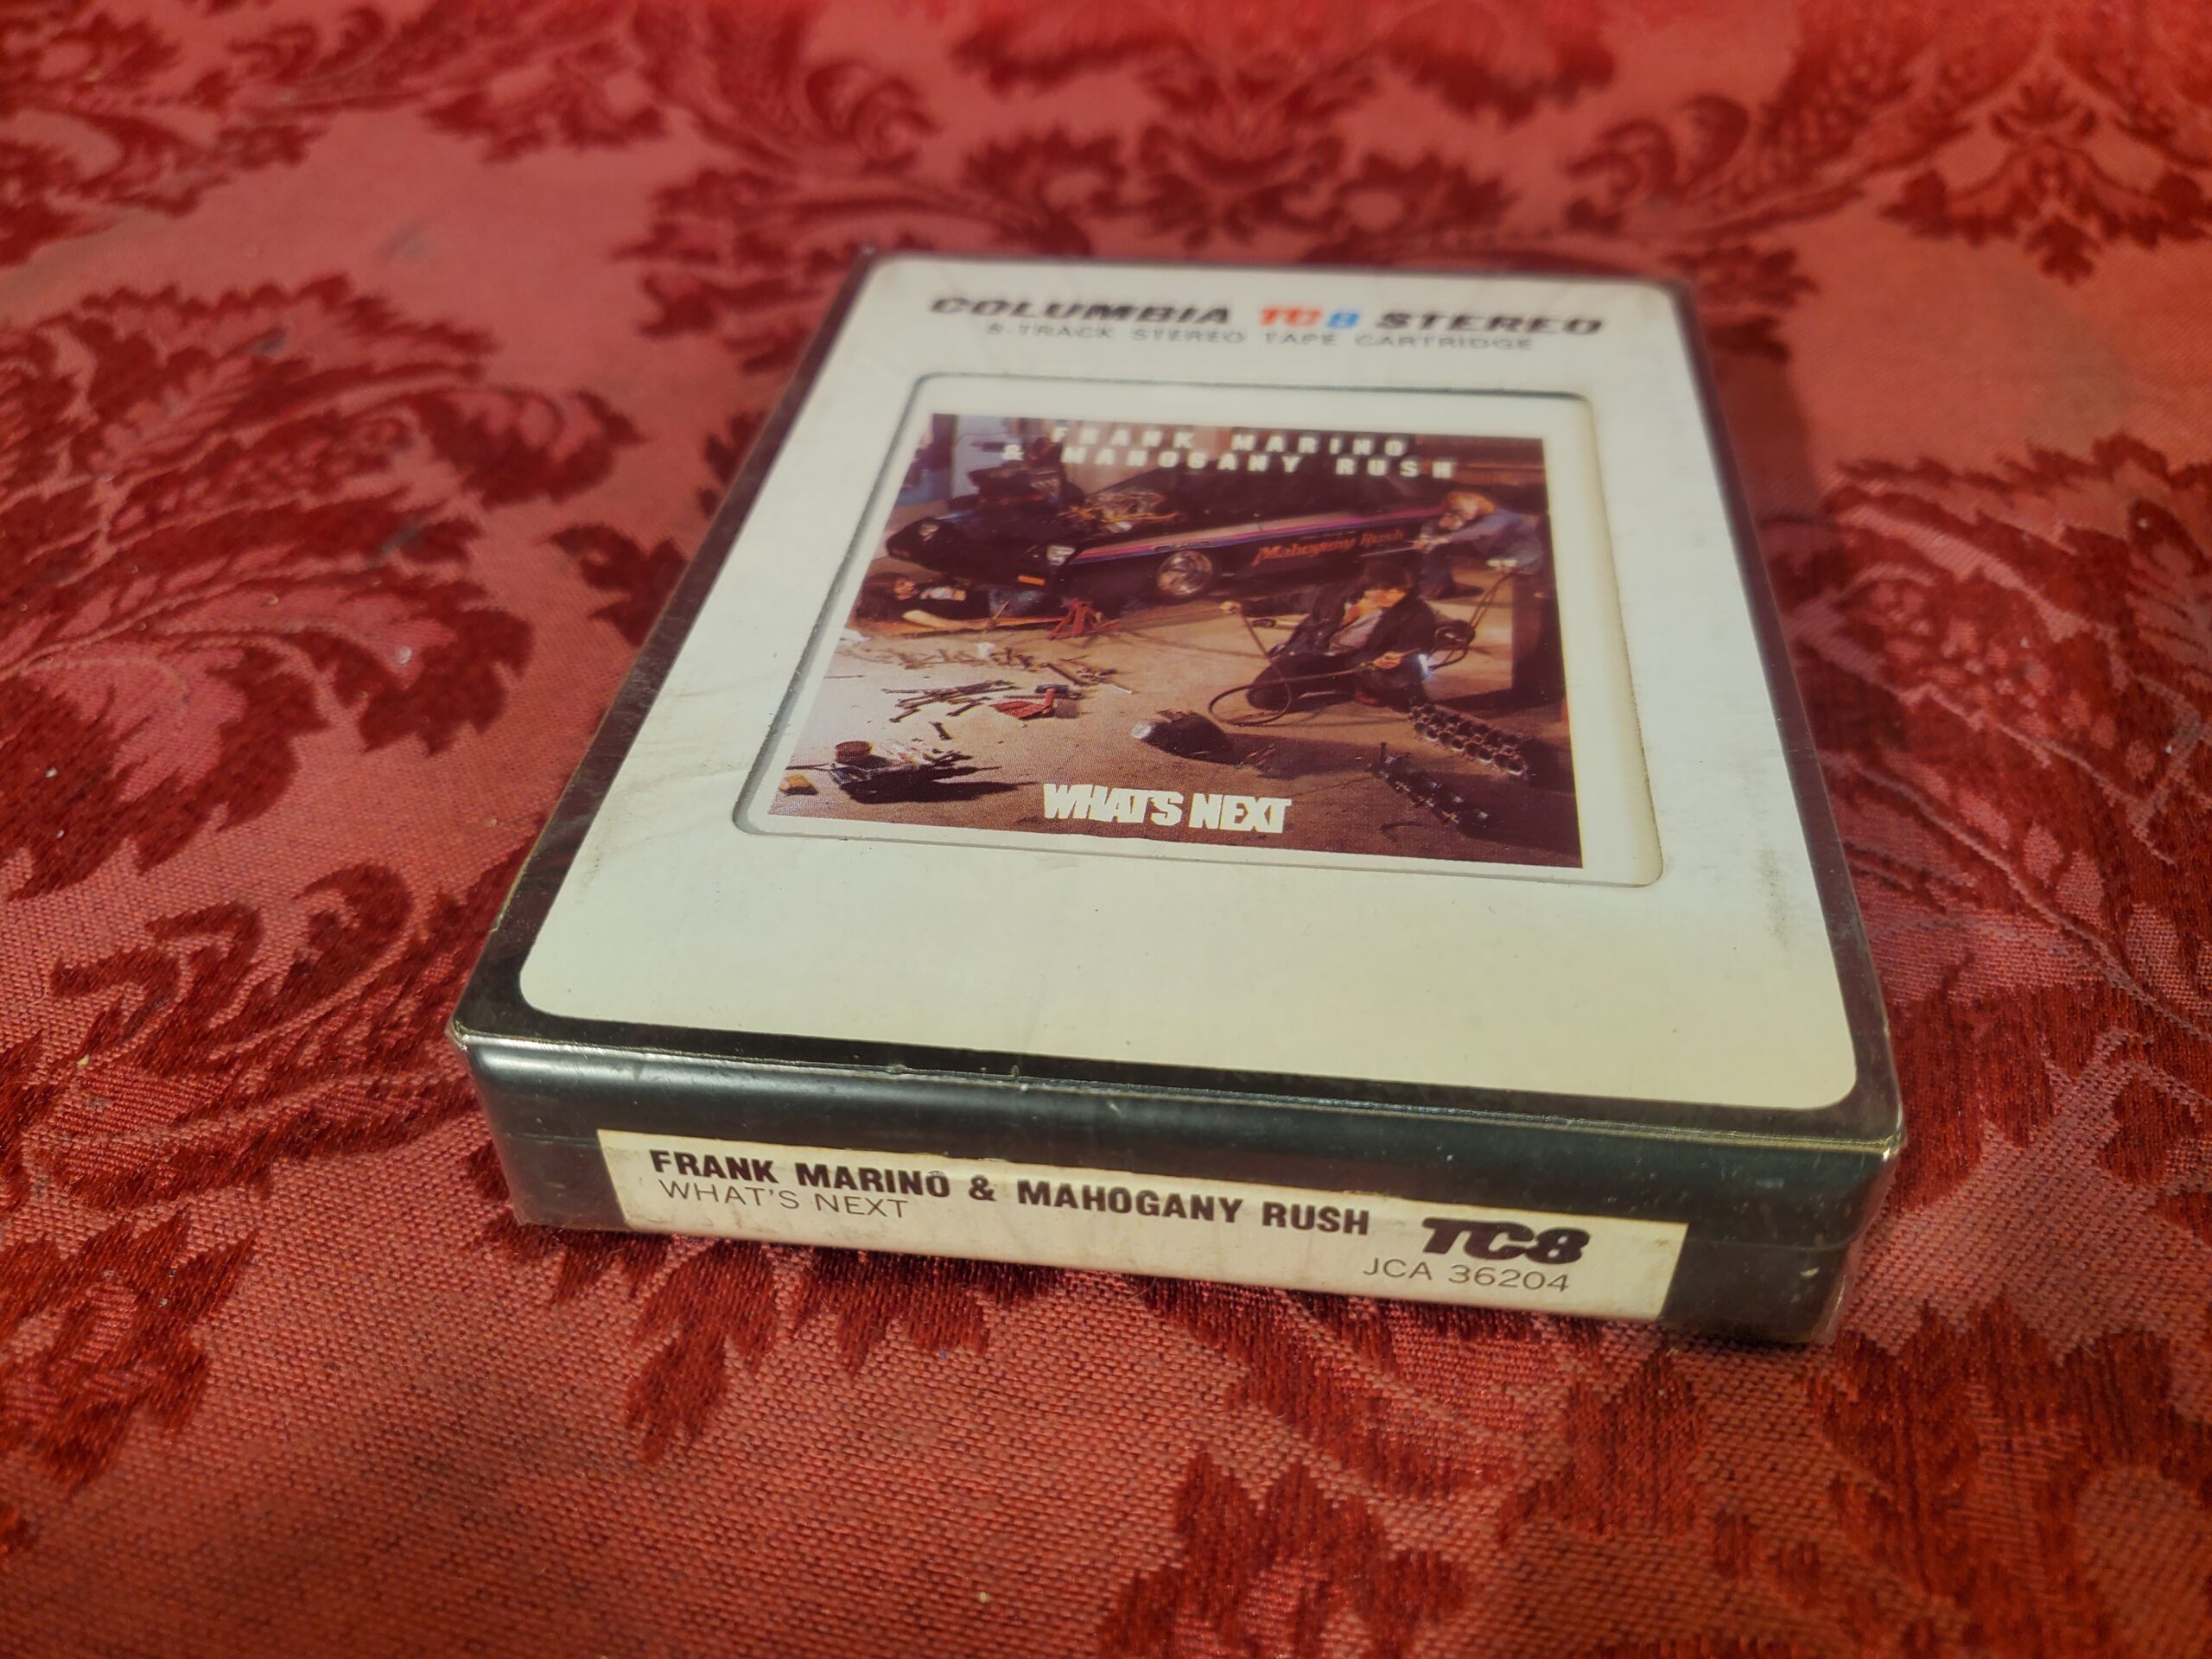 COLUMBIA TC8 STEREO
8-TRACK STEREO TAPE CARTRIDGE
FRANK MARINO
& MAHOGANY RUSH
Mahogany Rush
WHAT'S NEXT
FRANK MARINO & MAHOGANY RUSH
WHAT'S NEXT
TC8
JCA 36204